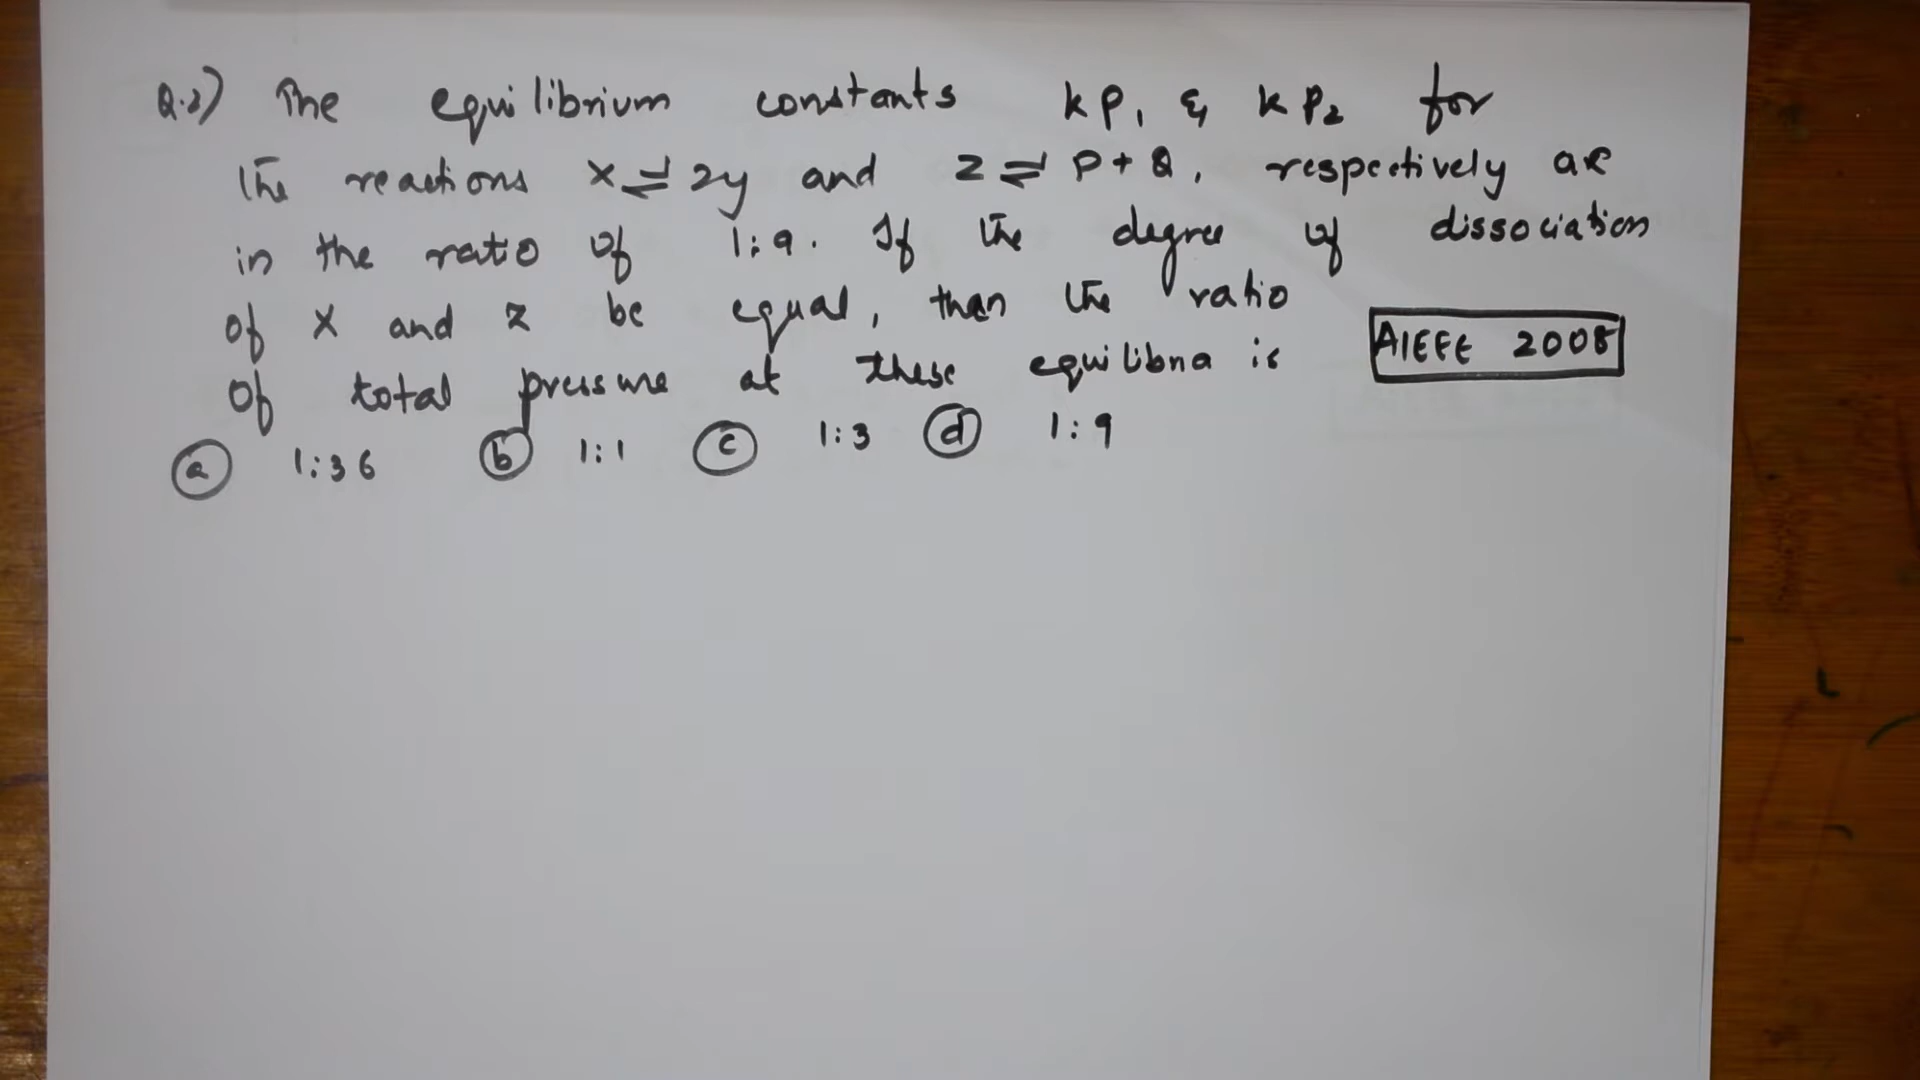 Q.2) The equilibrium constants kp₁ & kp₂ for
the reactions x ⇌ 2y and z ⇌ P + Q, respectively are
in the ratio of 1:9. If the degree of dissociation
of X and z be equal, then the ratio
of total pressure at these equilibria is
AIEEE 2008
ⓐ 1:36 ⓑ 1:1 ⓒ 1:3 ⓓ 1:9